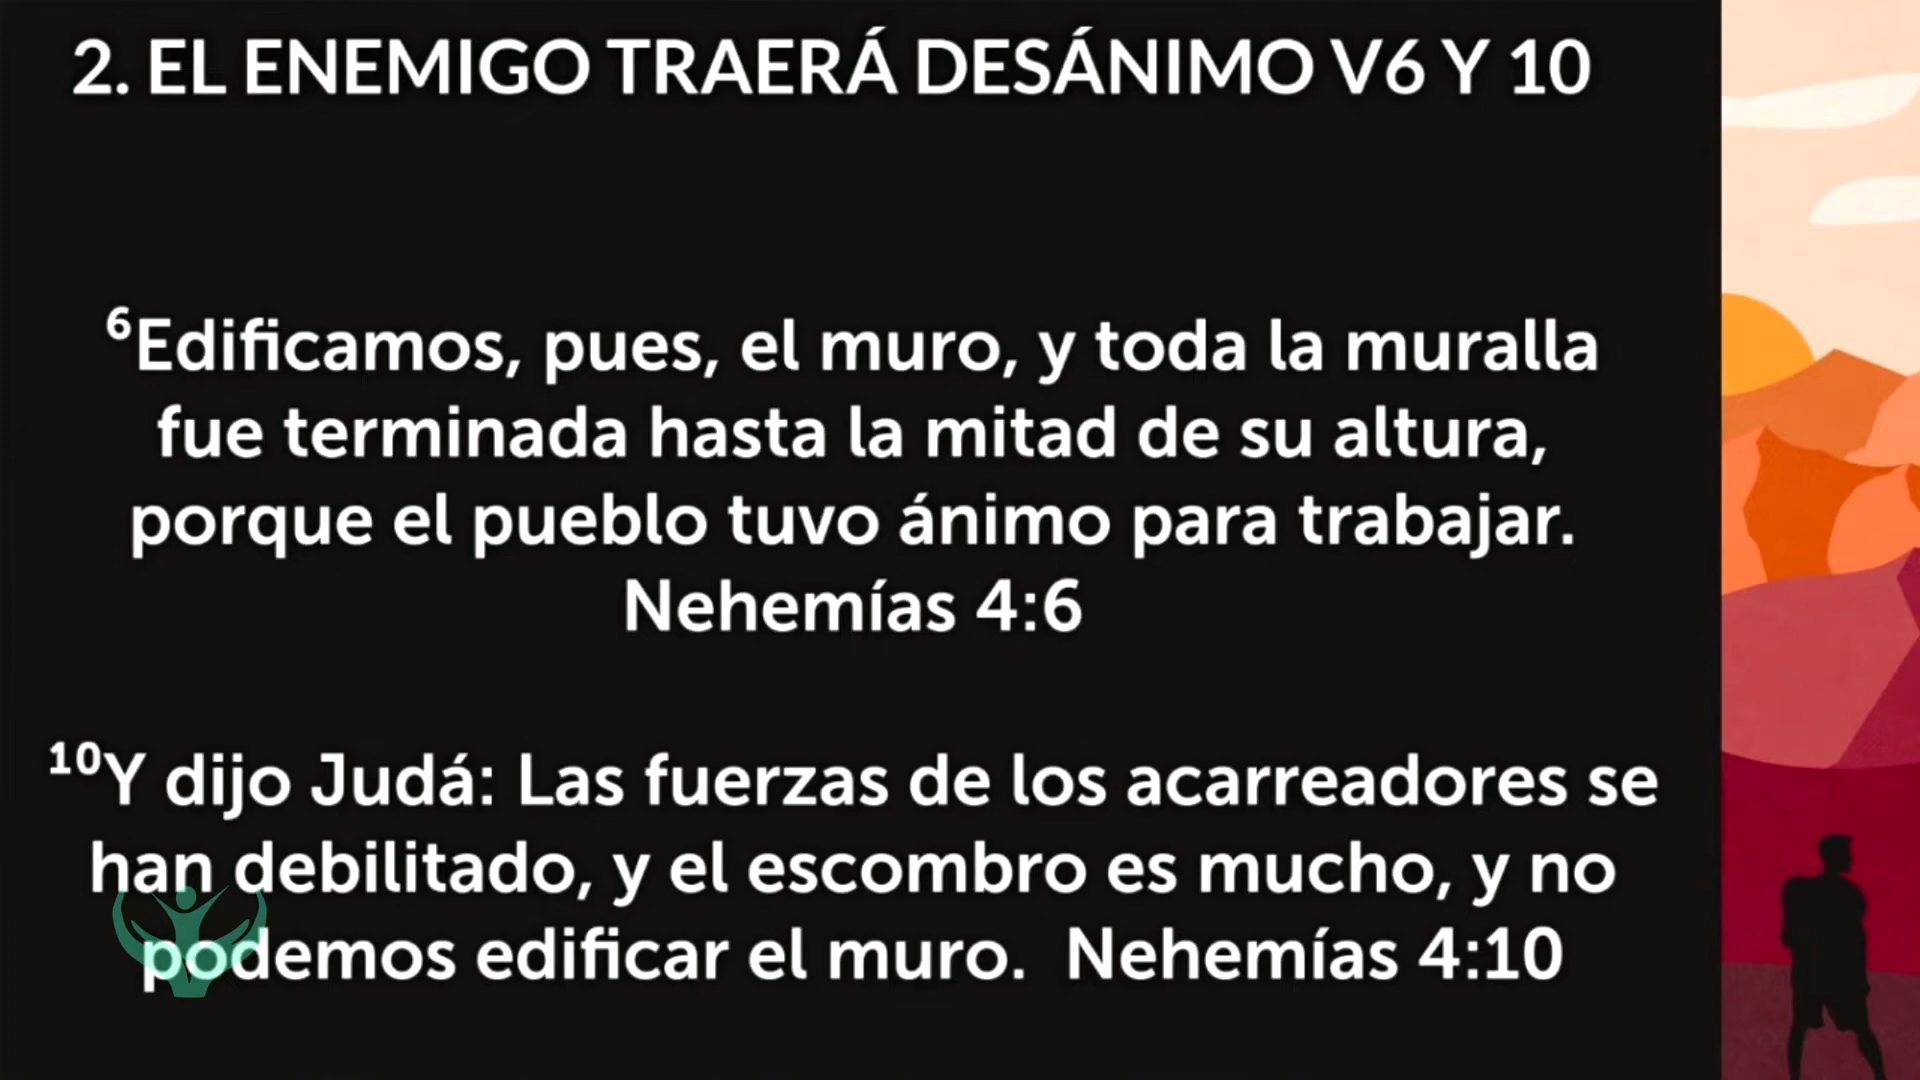 2. EL ENEMIGO TRAERÁ DESÁNIMO V6 Y 10
⁶Edificamos, pues, el muro, y toda la muralla
fue terminada hasta la mitad de su altura,
porque el pueblo tuvo ánimo para trabajar.
Nehemías 4:6
¹⁰Y dijo Judá: Las fuerzas de los acarreadores se
han debilitado, y el escombro es mucho, y no
podemos edificar el muro. Nehemías 4:10